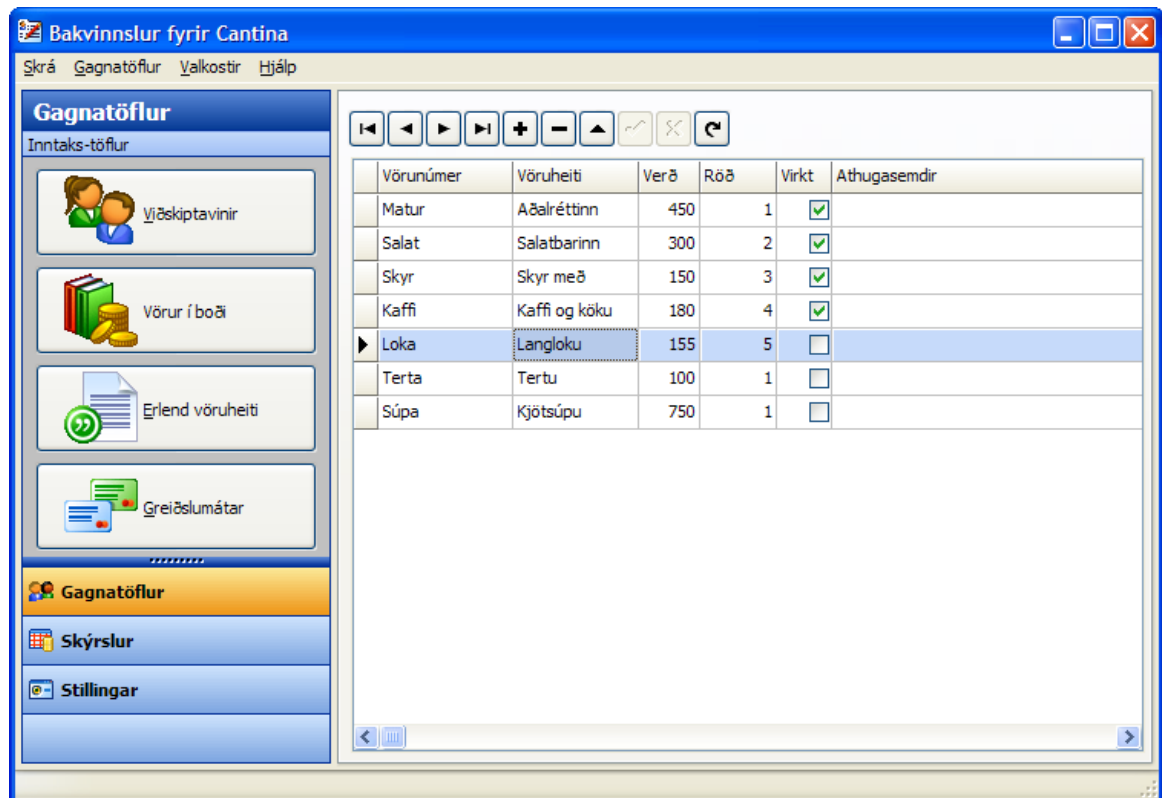 Bakvinnslur fyrir Cantina
Skrá Gagnatöflur Valkostir Hjálp
Gagnatöflur
Inntaks-töflur
Viðskiptavinir
Vörur í boði
Erlend vöruheiti
Greiðslumátar
Gagnatöflur
Skýrslur
Stillingar
Vörunúmer Vöruheiti Verð Röð Virkt Athugasemdir
Matur Aðalréttinn 450 1
Salat Salatbarinn 300 2
Skyr Skyr með 150 3
Kaffi Kaffi og köku 180 4
Loka Langloku 155 5
Terta Tertu 100 1
Súpa Kjötsúpu 750 1